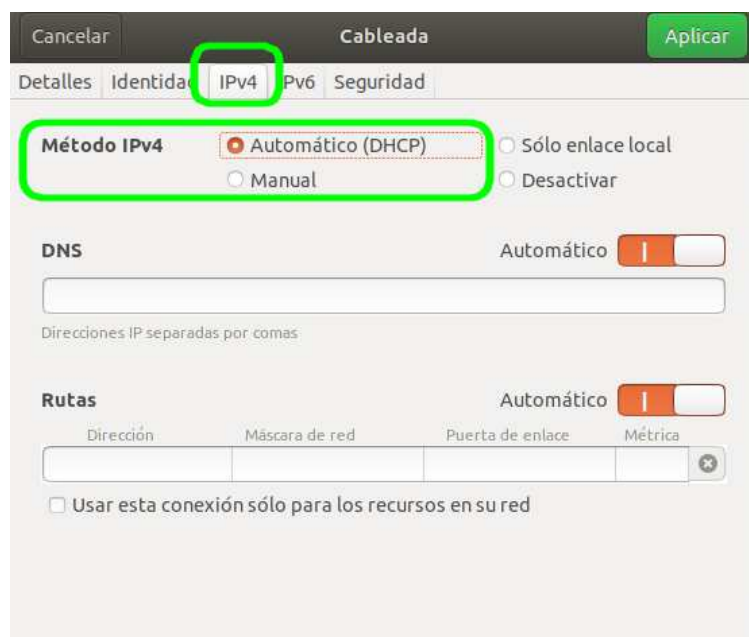 Cancelar Cableada Aplicar
Detalles Identidad IPv4 IPv6 Seguridad
Método IPv4 Automático (DHCP) Sólo enlace local
Manual Desactivar
DNS Automático
Direcciones IP separadas por comas
Rutas Automático
Dirección Máscara de red Puerta de enlace Métrica
Usar esta conexión sólo para los recursos en su red